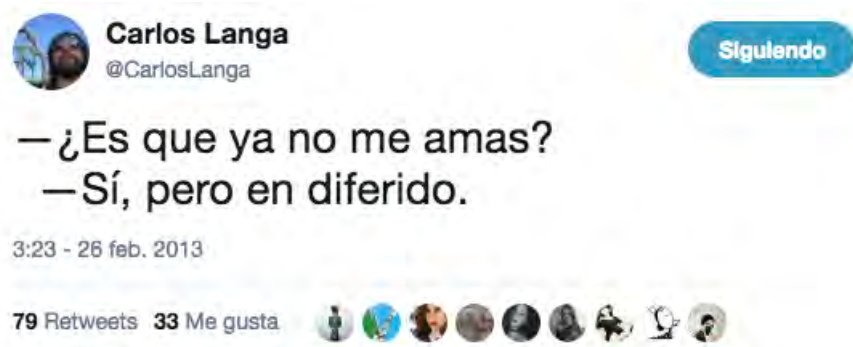 Carlos Langa
@CarlosLanga
Siguiendo
—¿Es que ya no me amas?
—Sí, pero en diferido.
3:23 - 26 feb. 2013
79 Retweets 33 Me gusta